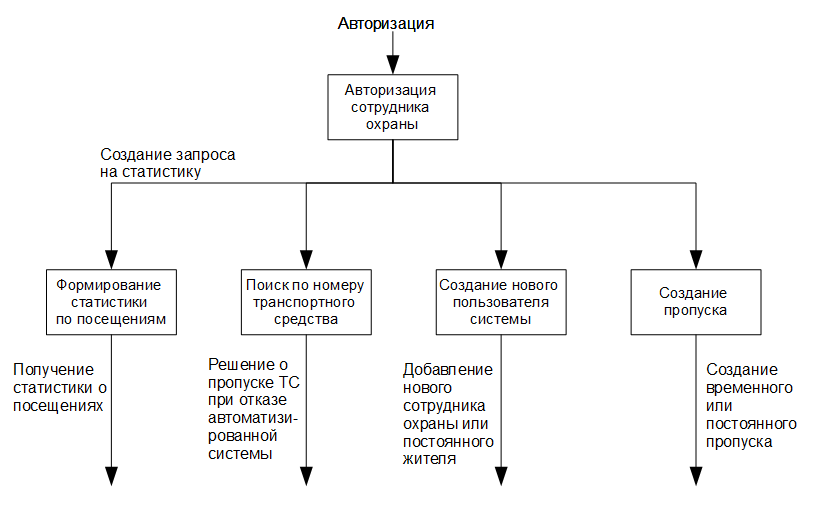 Авторизация
Авторизация
сотрудника
охраны
Создание запроса
на статистику
Формирование
статистики
по посещениям
Поиск по номеру
транспортного
средства
Создание нового
пользователя
системы
Создание
пропуска
Получение
статистики о
посещениях
Решение о
пропуске ТС
при отказе
автоматизи-
рованной
системы
Добавление
нового
сотрудника
охраны или
постоянного
жителя
Создание
временного
или
постоянного
пропуска